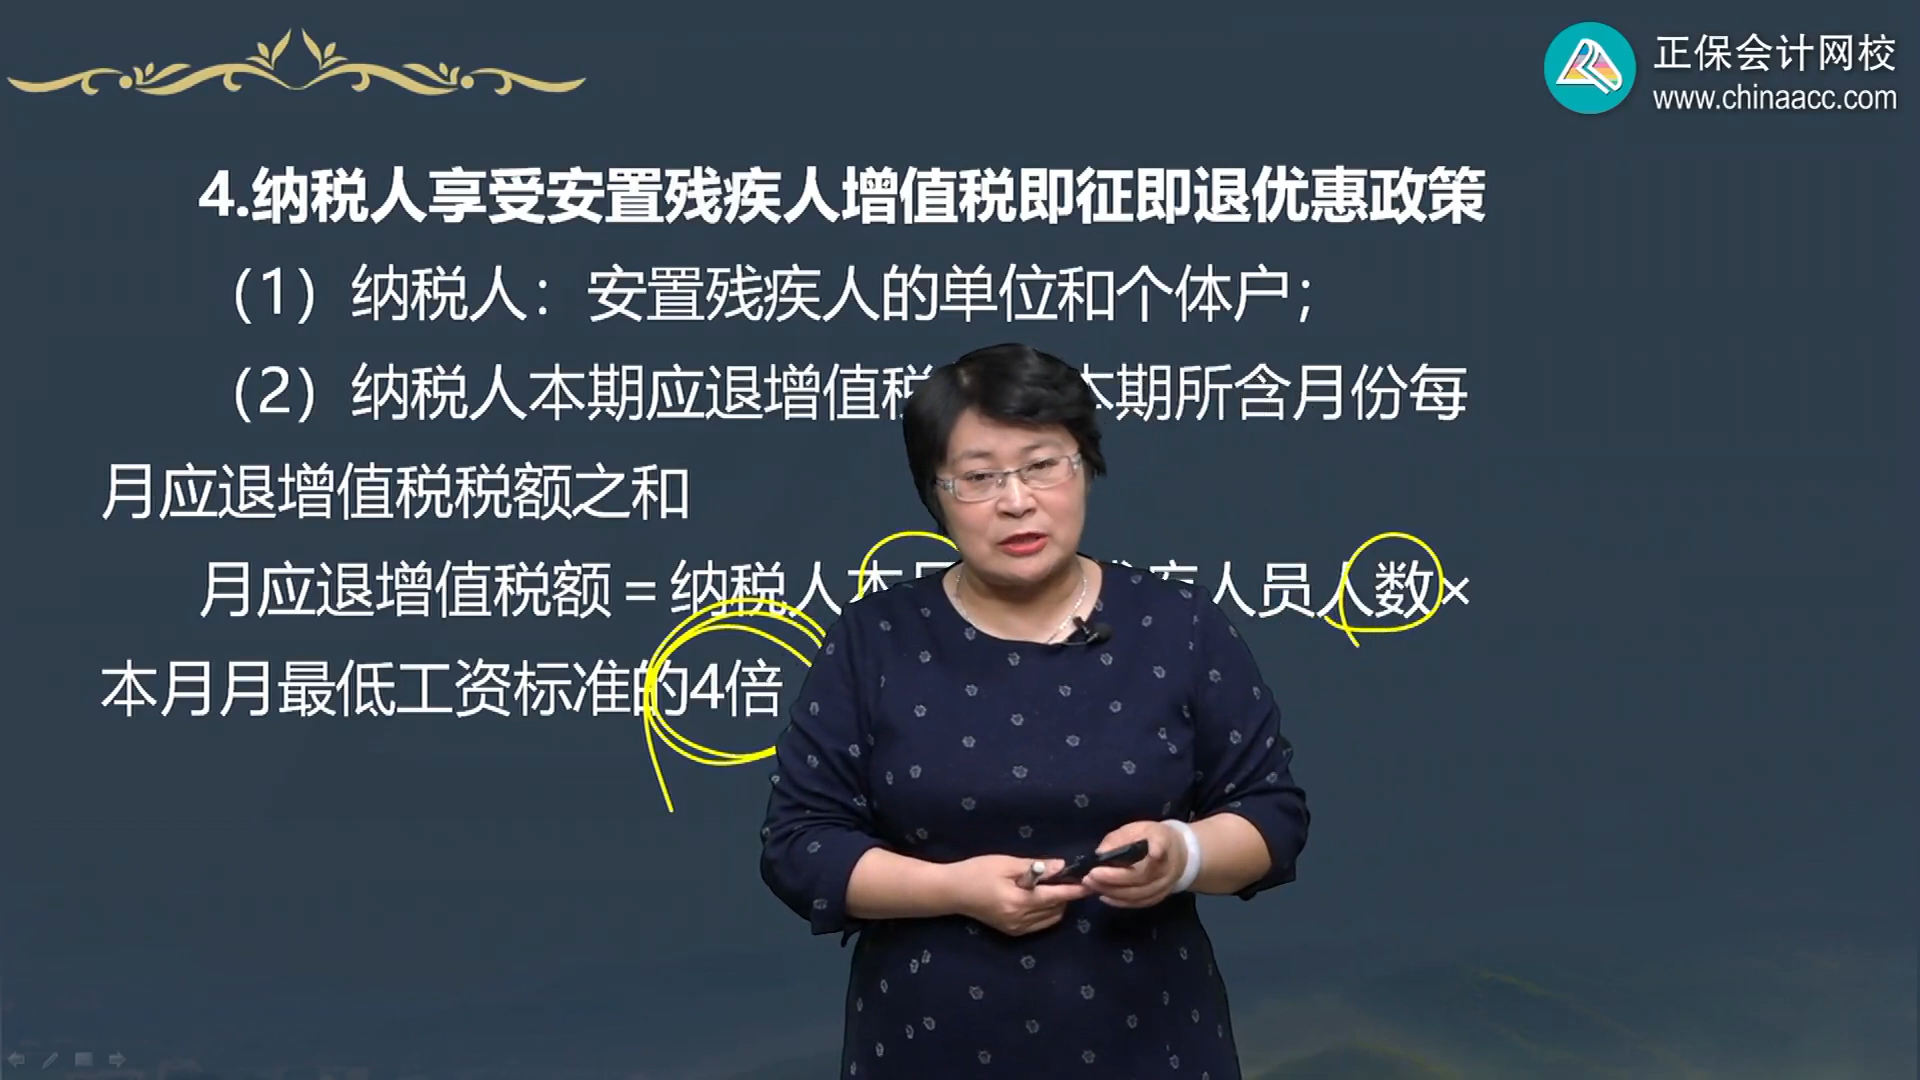 正保会计网校
www.chinaacc.com
4.纳税人享受安置残疾人增值税即征即退优惠政策
（1）纳税人：安置残疾人的单位和个体户；
（2）纳税人本期应退增值税 本期所含月份每
月应退增值税税额之和
月应退增值税额＝纳税人本月 残疾人员人数×
本月月最低工资标准的4倍